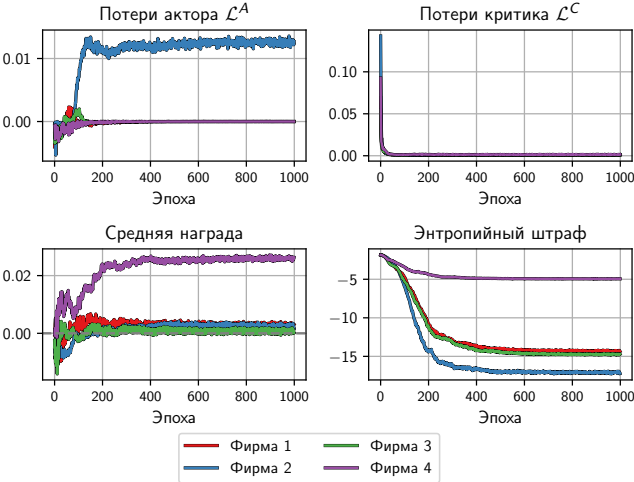 Потери актора ℒᴬ
0.01
0.00
0 200 400 600 800 1000
Эпоха
Потери критика ℒᶜ
0.10
0.05
0.00
0 200 400 600 800 1000
Эпоха
Средняя награда
0.02
0.00
0 200 400 600 800 1000
Эпоха
Энтропийный штраф
−5
−10
−15
0 200 400 600 800 1000
Эпоха
Фирма 1 Фирма 3
Фирма 2 Фирма 4